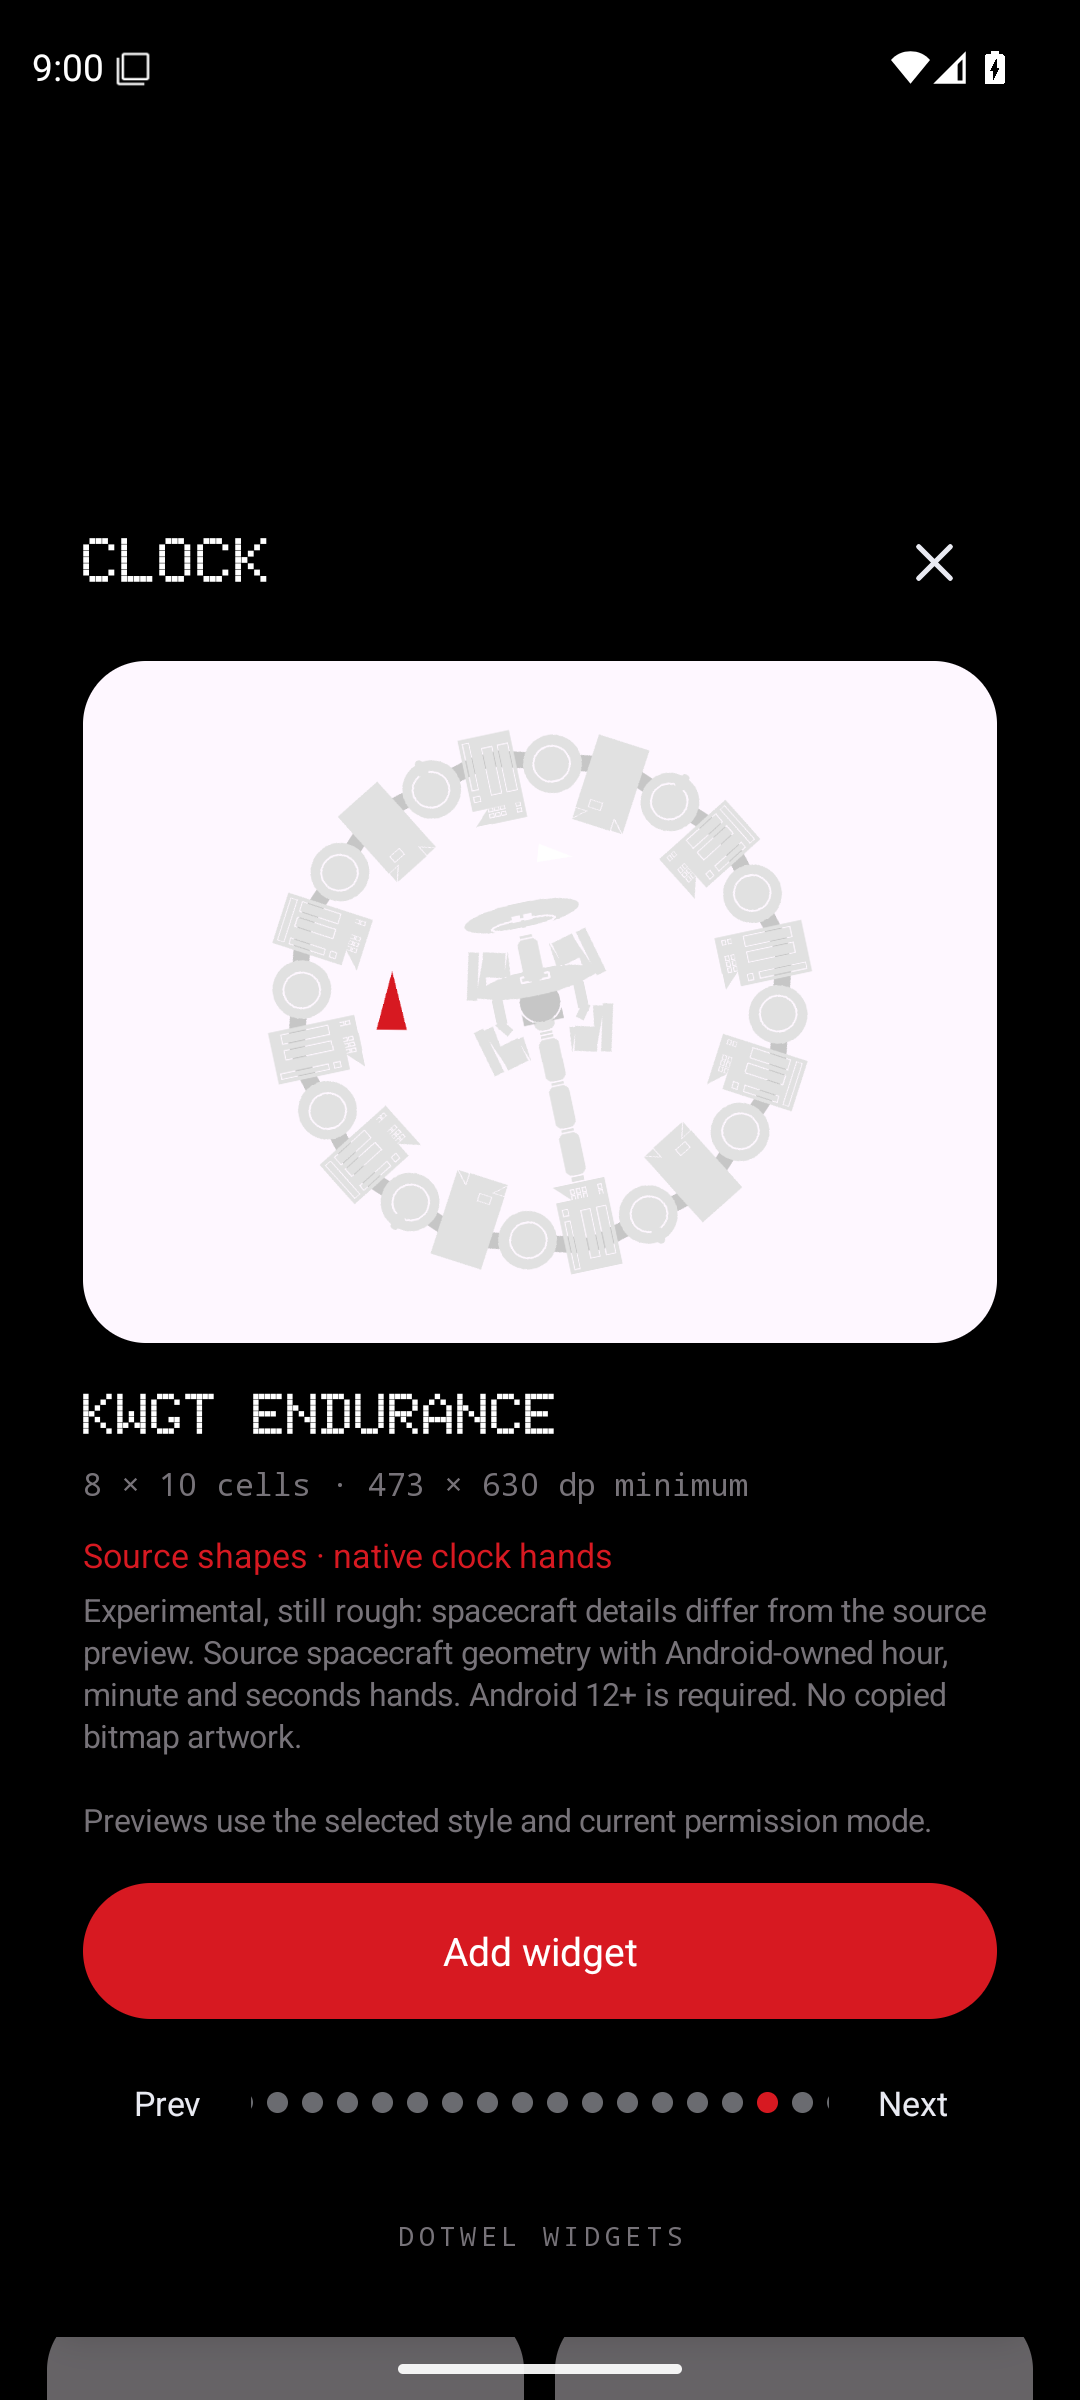 9:00
CLOCK
KWGT ENDURANCE
8 × 10 cells · 473 × 630 dp minimum
Source shapes · native clock hands
Experimental, still rough: spacecraft details differ from the source
preview. Source spacecraft geometry with Android-owned hour,
minute and seconds hands. Android 12+ is required. No copied
bitmap artwork.
Previews use the selected style and current permission mode.
Add widget
Prev
Next
DOTWEL WIDGETS